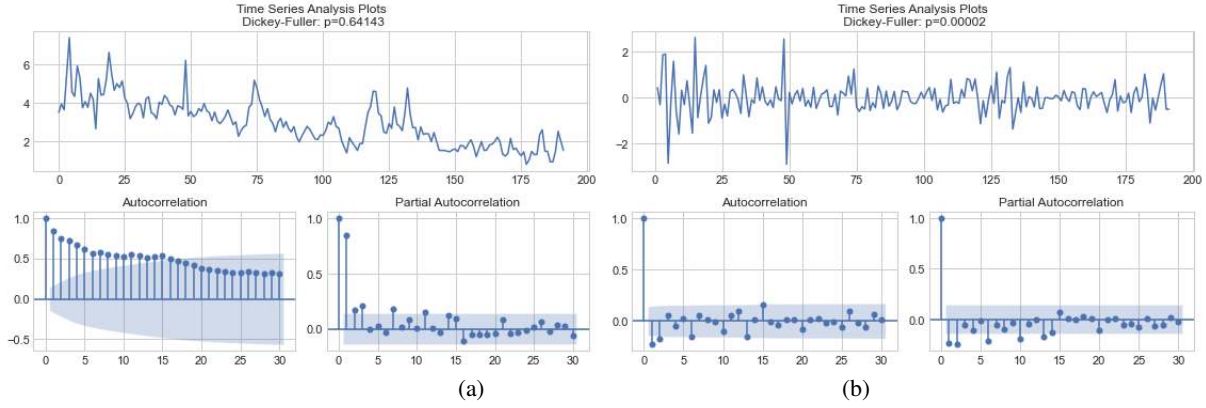 Time Series Analysis Plots
Dickey-Fuller: p=0.64143
6
4
2
0 25 50 75 100 125 150 175 200
Autocorrelation
1.0
0.5
0.0
−0.5
0 5 10 15 20 25 30
Partial Autocorrelation
1.0
0.5
0.0
0 5 10 15 20 25 30
(a)
Time Series Analysis Plots
Dickey-Fuller: p=0.00002
2
0
−2
0 25 50 75 100 125 150 175 200
Autocorrelation
1.0
0.5
0.0
0 5 10 15 20 25 30
Partial Autocorrelation
1.0
0.5
0.0
0 5 10 15 20 25 30
(b)